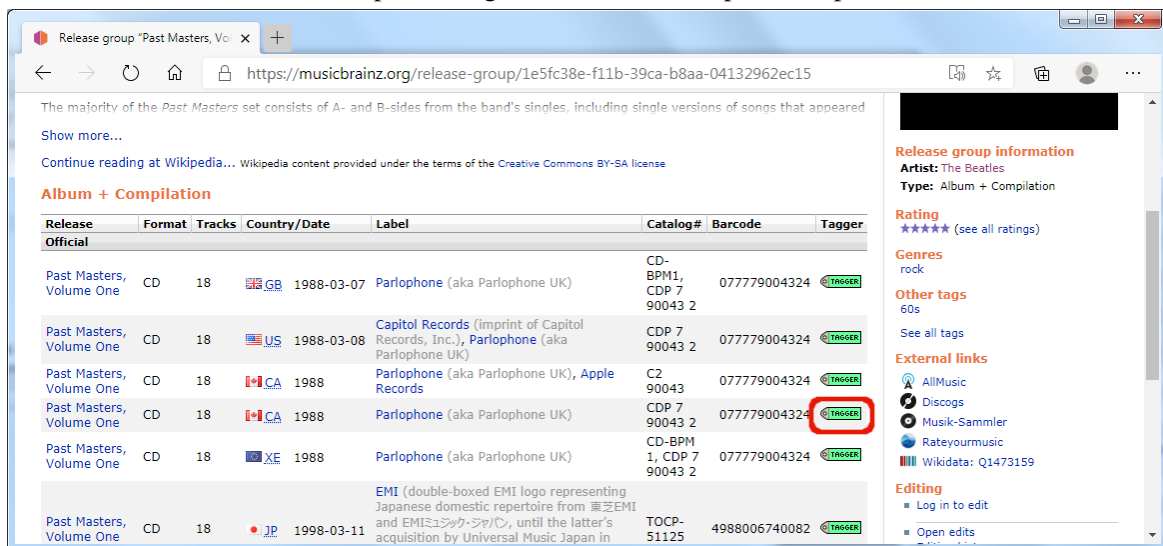 Release group “Past Masters, Vol
https://musicbrainz.org/release-group/1e5fc38e-f11b-39ca-b8aa-04132962ec15
The majority of the Past Masters set consists of A- and B-sides from the band's singles, including single versions of songs that appeared
Show more...
Continue reading at Wikipedia... Wikipedia content provided under the terms of the Creative Commons BY-SA license
Album + Compilation
Release Format Tracks Country/Date Label Catalog# Barcode Tagger
Official
Past Masters, Volume One CD 18 GB 1988-03-07 Parlophone (aka Parlophone UK) CD-BPM1, CDP 7 90043 2 077779004324 TAGGER
Past Masters, Volume One CD 18 US 1988-03-08 Capitol Records (imprint of Capitol Records, Inc.), Parlophone (aka Parlophone UK) CDP 7 90043 2 077779004324 TAGGER
Past Masters, Volume One CD 18 CA 1988 Parlophone (aka Parlophone UK), Apple Records C2 90043 077779004324 TAGGER
Past Masters, Volume One CD 18 CA 1988 Parlophone (aka Parlophone UK) CDP 7 90043 2 077779004324 TAGGER
Past Masters, Volume One CD 18 XE 1988 Parlophone (aka Parlophone UK) CD-BPM 1, CDP 7 90043 2 077779004324 TAGGER
Past Masters, Volume One CD 18 JP 1998-03-11 EMI (double-boxed EMI logo representing Japanese domestic repertoire from 東芝EMI and EMIミュージック・ジャパン, until the latter's acquisition by Universal Music Japan in TOCP-51125 4988006740082 TAGGER
Release group information
Artist: The Beatles
Type: Album + Compilation
Rating
★★★★★ (see all ratings)
Genres
rock
Other tags
60s
See all tags
External links
AllMusic
Discogs
Musik-Sammler
Rateyourmusic
Wikidata: Q1473159
Editing
Log in to edit
Open edits